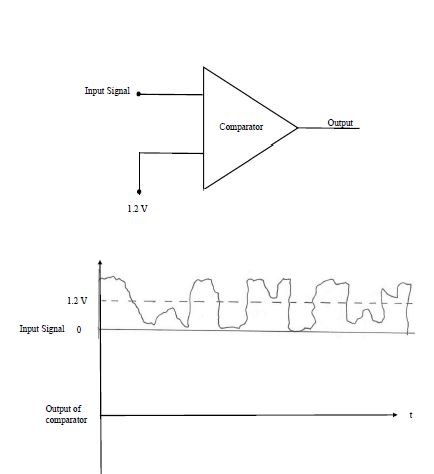 Input Signal
Comparator
Output
1.2 V
1.2 V
Input Signal 0
Output of
comparator
t